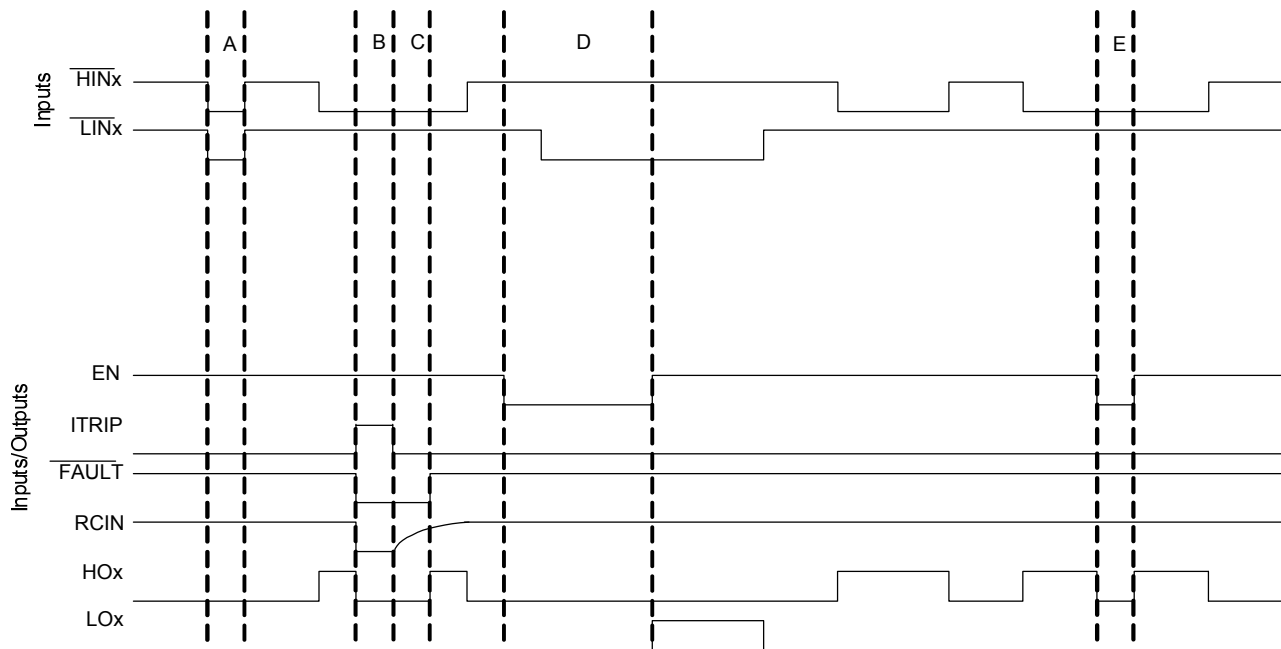 A
B
C
D
E
Inputs
HINx
LINx
Inputs/Outputs
EN
ITRIP
FAULT
RCIN
HOx
LOx